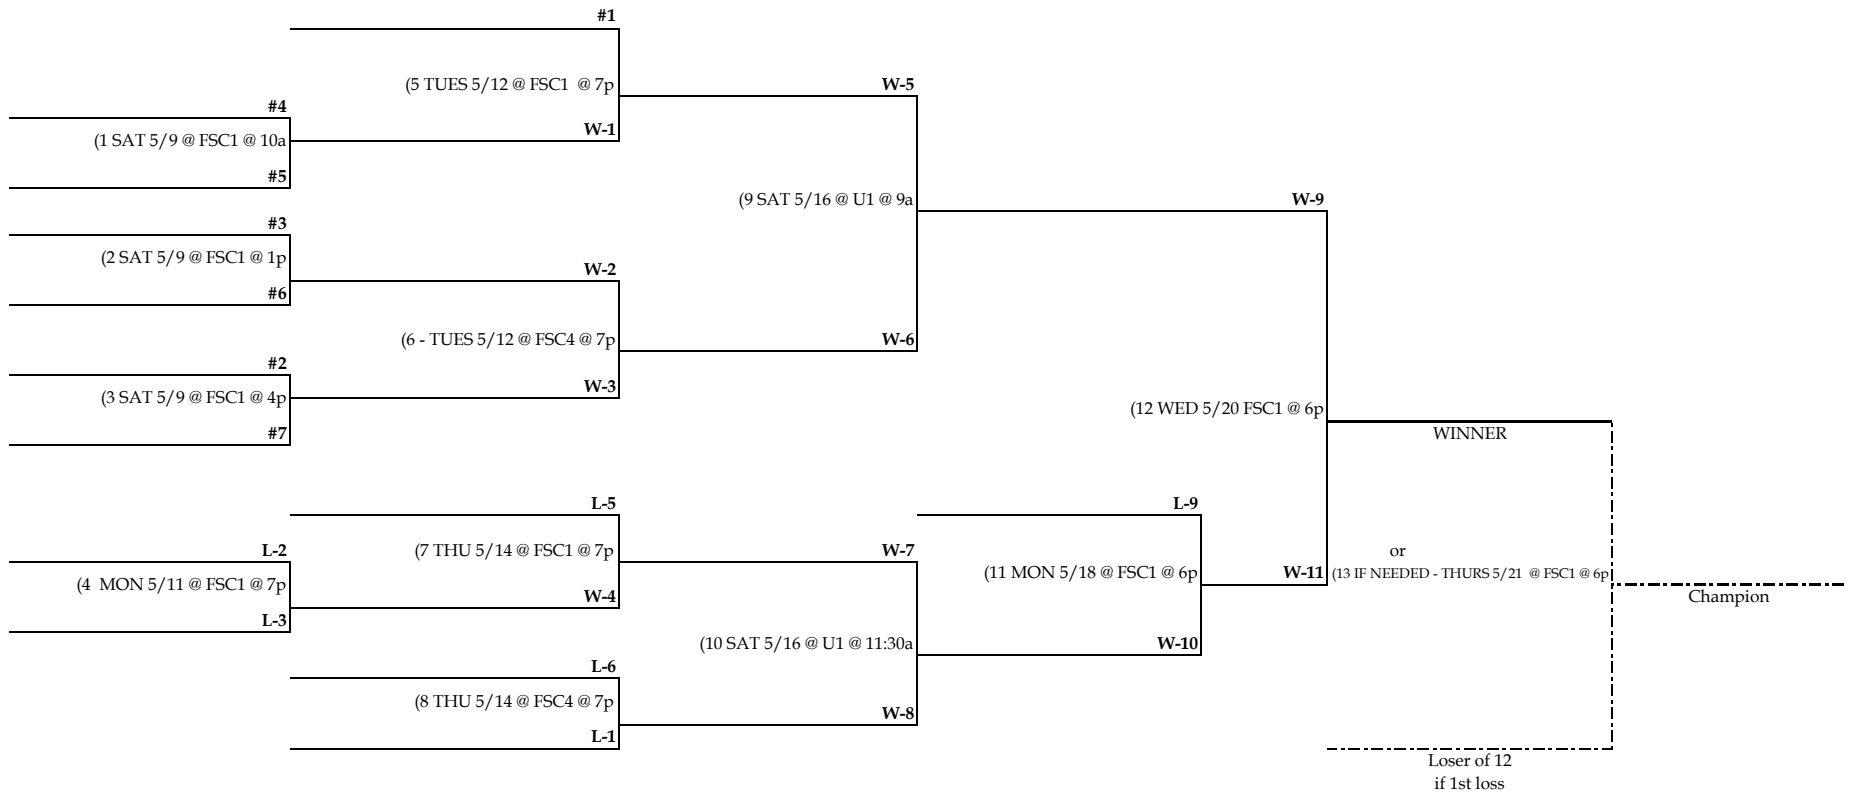 #1
(5 TUES 5/12 @ FSC1  @ 7p
W-5
#4
(1 SAT 5/9 @ FSC1 @ 10a
W-1
#5
(9 SAT 5/16 @ U1 @ 9a
W-9
#3
(2 SAT 5/9 @ FSC1 @ 1p
W-2
#6
(6 - TUES 5/12 @ FSC4 @ 7p
W-6
#2
W-3
(3 SAT 5/9 @ FSC1 @ 4p
(12 WED 5/20 FSC1 @ 6p
#7
WINNER
L-5
L-9
L-2
(7 THU 5/14 @ FSC1 @ 7p
W-7
or
(4  MON 5/11 @ FSC1 @ 7p
(11 MON 5/18 @ FSC1 @ 6p
W-11
(13 IF NEEDED - THURS 5/21  @ FSC1 @ 6p
W-4
Champion
L-3
(10 SAT 5/16 @ U1 @ 11:30a
W-10
L-6
(8 THU 5/14 @ FSC4 @ 7p
W-8
L-1
Loser of 12
if 1st loss